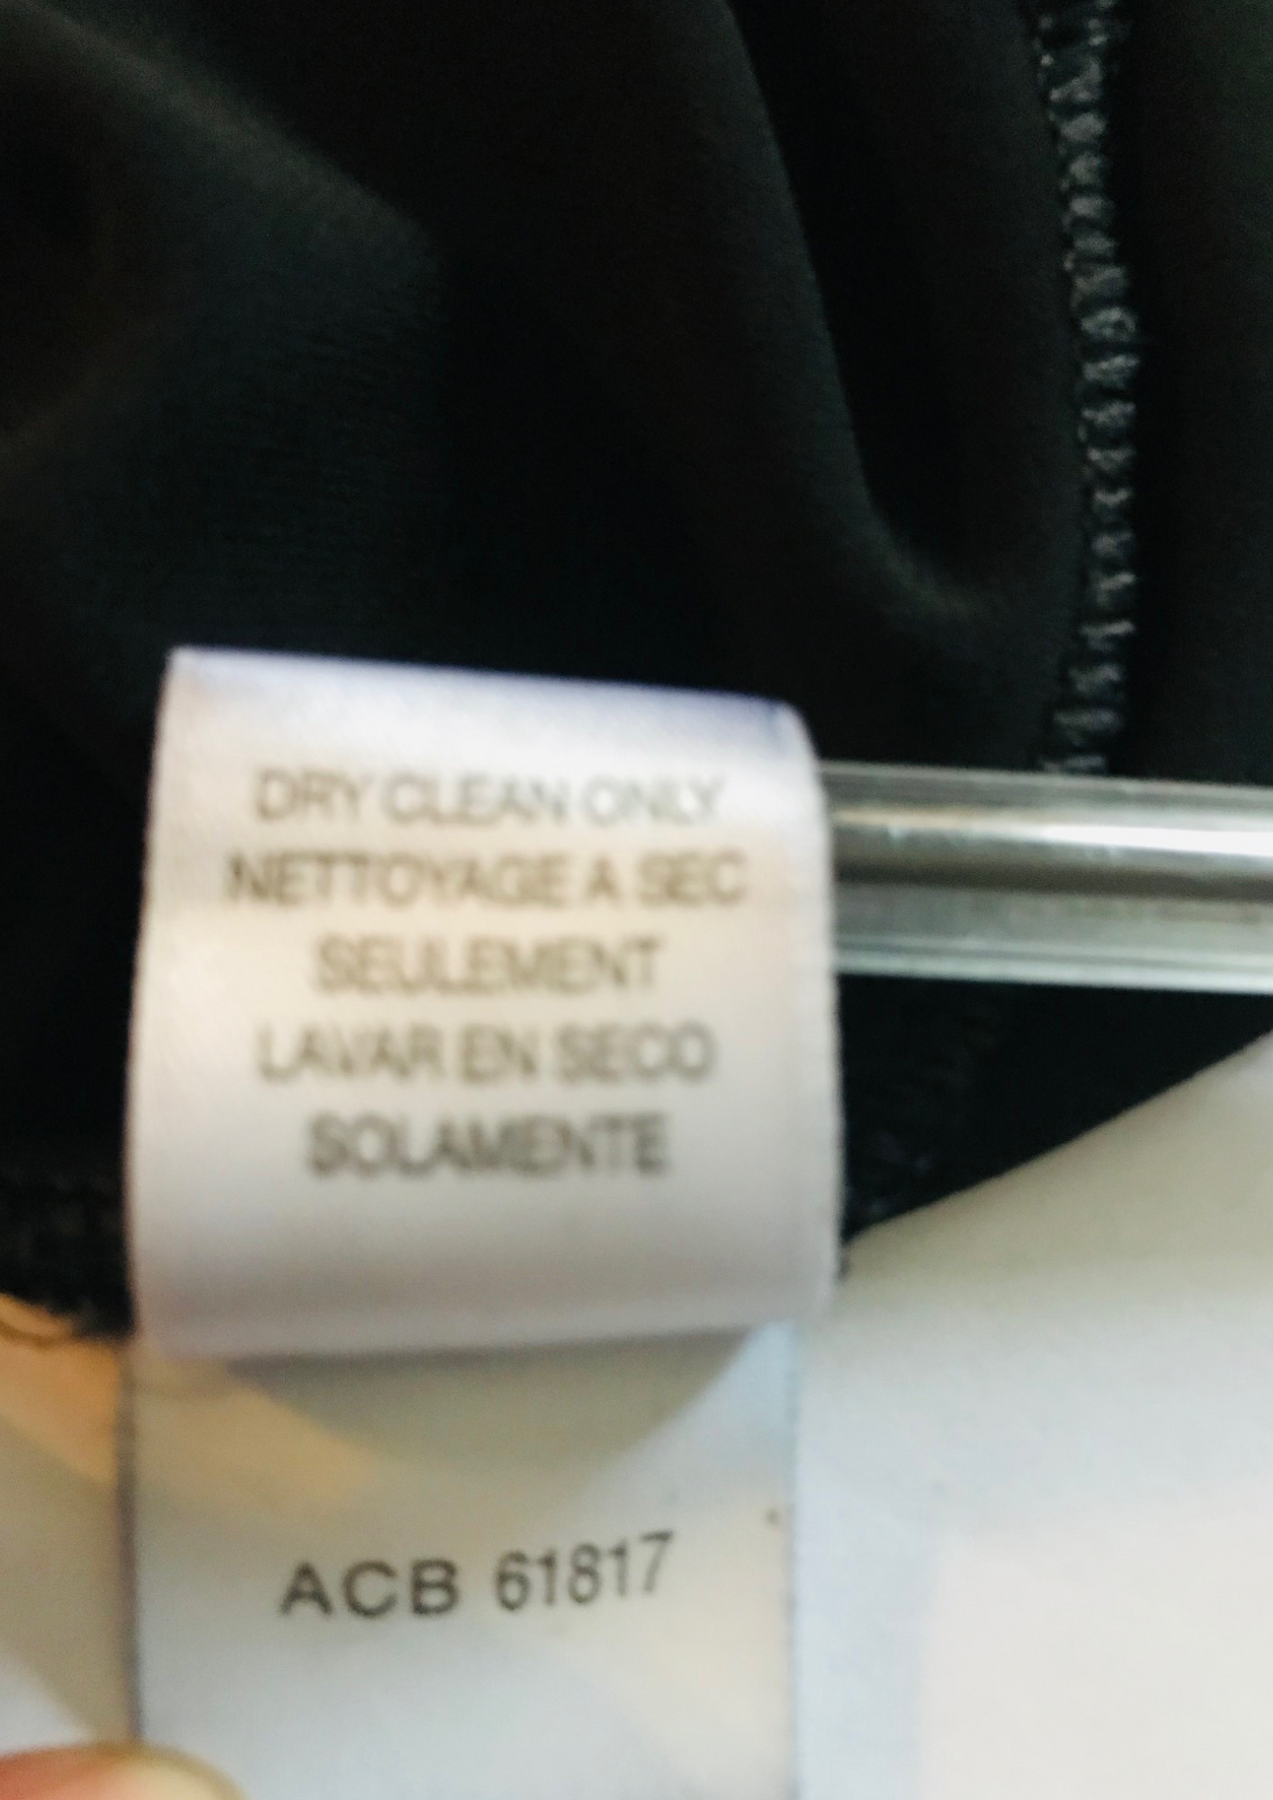 DRY CLEAN ONLY
NETTOYAGE A SEC
SEULEMENT
LAVAR EN SECO
SOLAMENTE
ACB 61817